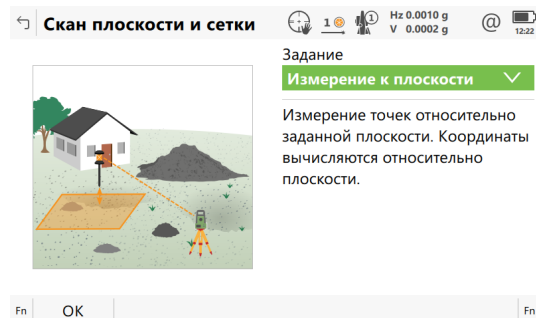 Скан плоскости и сетки
1
1
Hz 0.0010 g
V 0.0002 g
@
12:22
Задание
Измерение к плоскости
Измерение точек относительно
заданной плоскости. Координаты
вычисляются относительно
плоскости.
Fn
OK
Fn